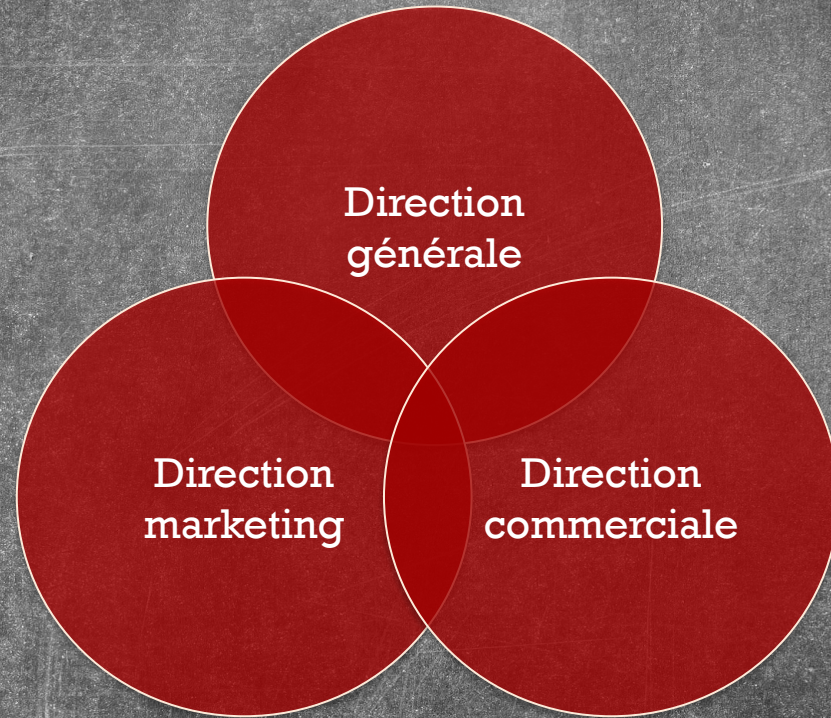 Direction
générale
Direction
marketing
Direction
commerciale